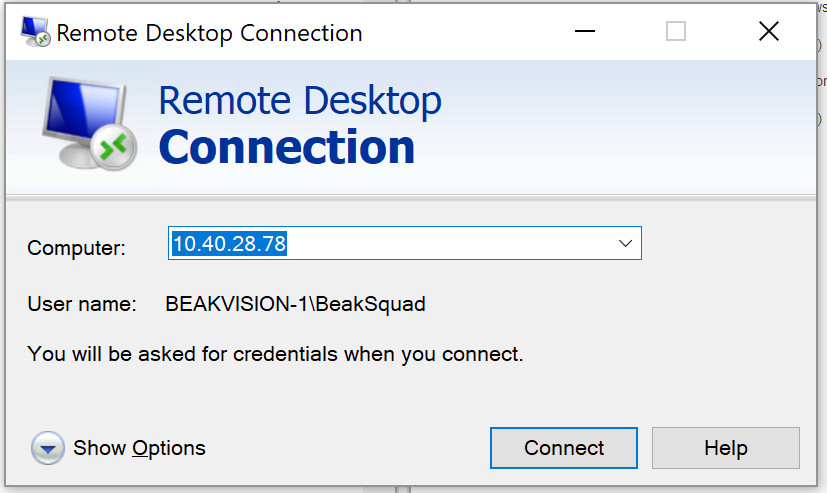 Remote Desktop Connection
Remote Desktop
Connection
Computer:
10.40.28.78
User name:
BEAKVISION-1\BeakSquad
You will be asked for credentials when you connect.
Show Options
Connect
Help